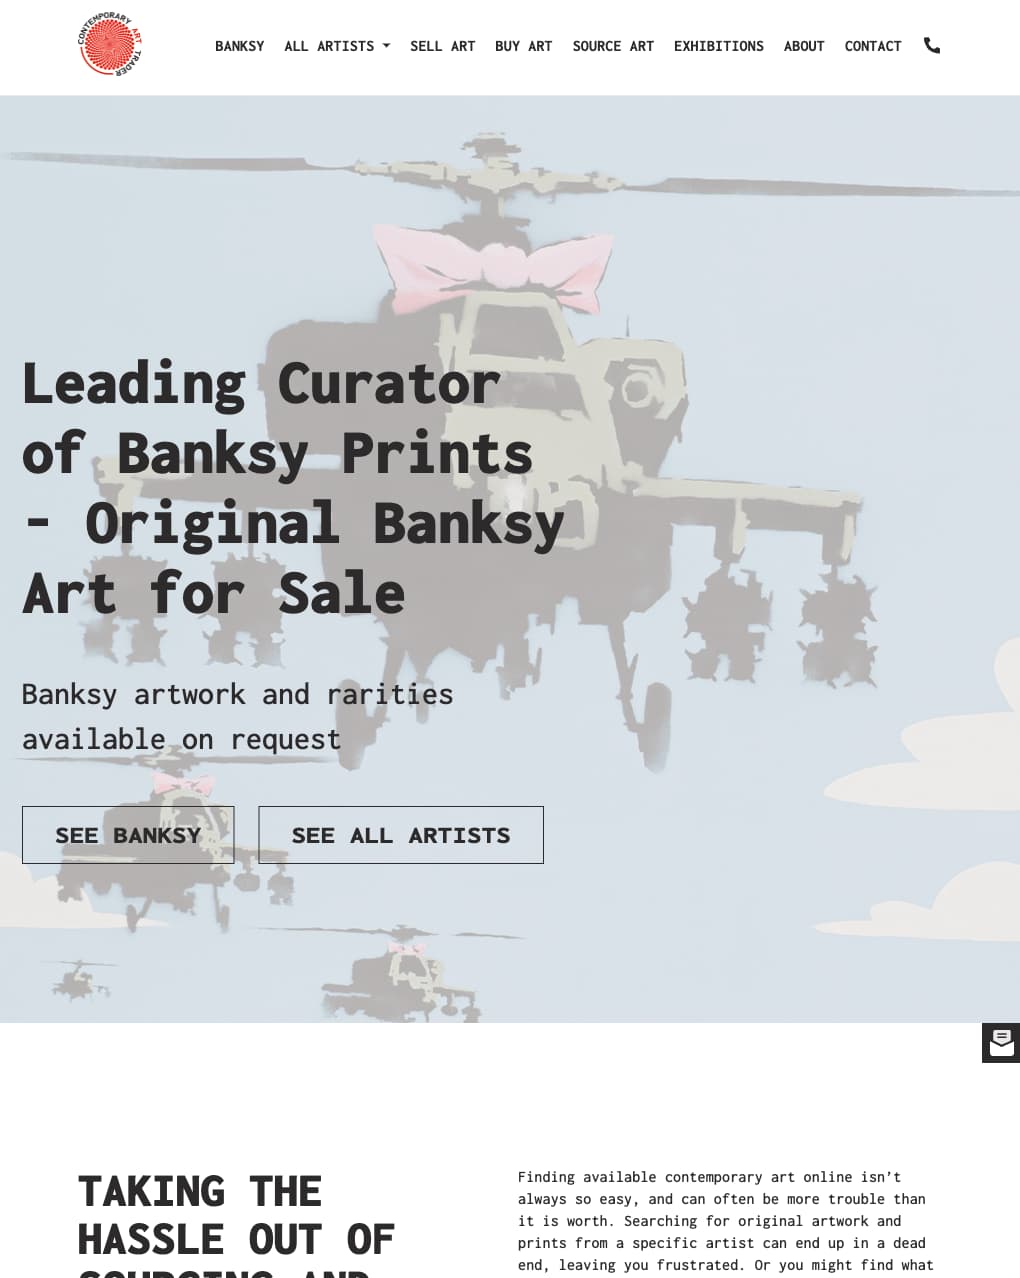 CONTEMPORARY ART TRADER
BANKSY
ALL ARTISTS
SELL ART
BUY ART
SOURCE ART
EXHIBITIONS
ABOUT
CONTACT
Leading Curator
of Banksy Prints
- Original Banksy
Art for Sale
Banksy artwork and rarities
available on request
SEE BANKSY
SEE ALL ARTISTS
TAKING THE
HASSLE OUT OF
SOURCING AND
Finding available contemporary art online isn’t
always so easy, and can often be more trouble than
it is worth. Searching for original artwork and
prints from a specific artist can end up in a dead
end, leaving you frustrated. Or you might find what